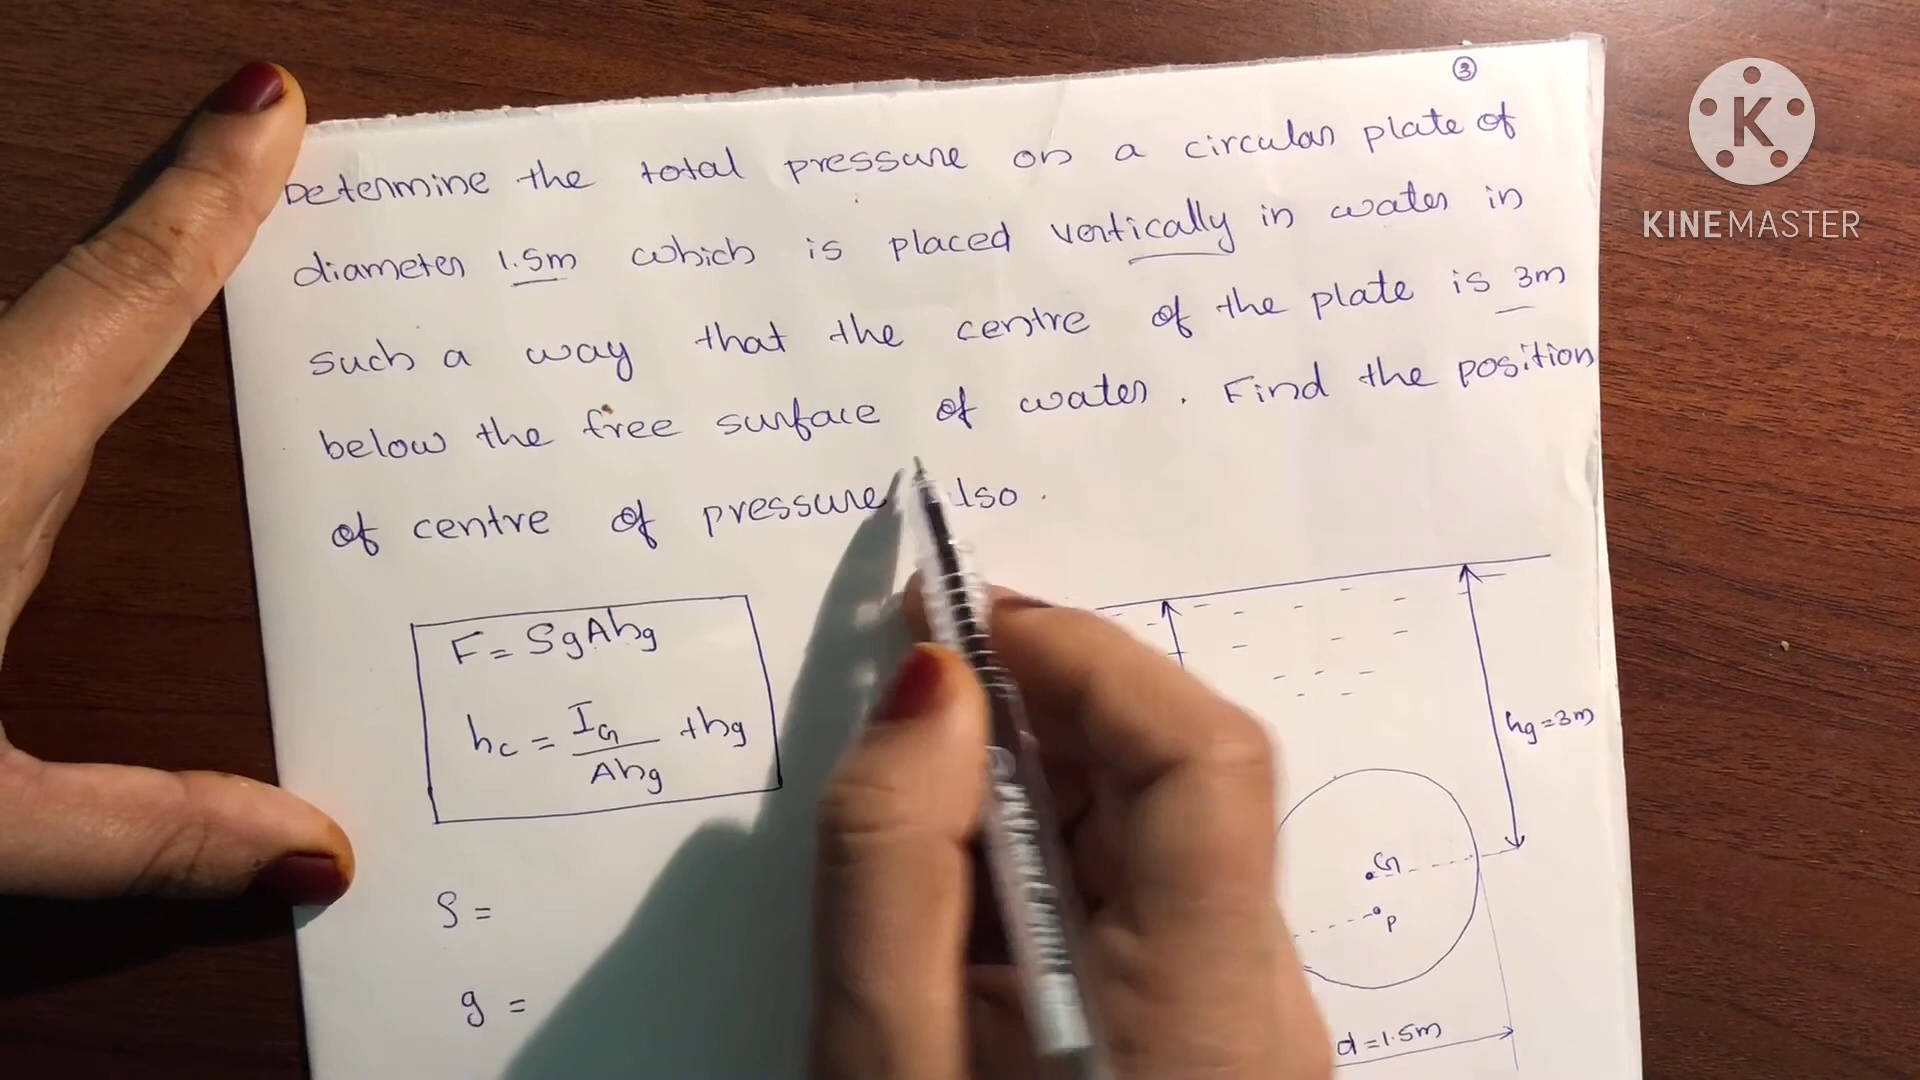 ③
Determine the total pressure on a circular plate of
diameter 1.5m which is placed vertically in water in
such a way that the centre of the plate is 3m
below the free surface of water. Find the position
of centre of pressure also.
F = ρgAhg
hc = IG / Ahg + hg
ρ =
g =
hg = 3m
G
P
d = 1.5m
K
KINEMASTER